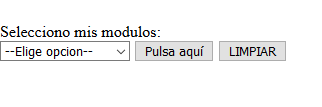 Selecciono mis modulos:
--Elige opcion-- Pulsa aquí LIMPIAR